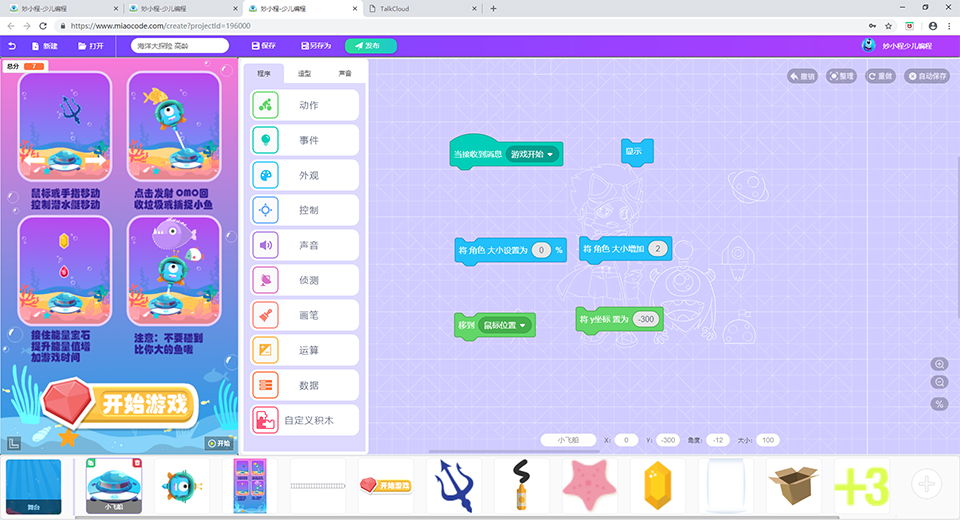 妙小程-少儿编程
妙小程-少儿编程
妙小程-少儿编程
TalkCloud
https://www.miaocode.com/create?projectId=196000
新建
打开
海洋大探险 高龄
保存
另存为
发布
妙小程少儿编程
总分 7
鼠标或手指移动
控制潜水艇移动
点击发射 OMO回
收垃圾或捕捉小鱼
接住能量宝石
提升能量值增
加游戏时间
注意：不要碰到
比你大的鱼哦
开始游戏
开始
程序
造型
声音
动作
事件
外观
控制
声音
侦测
画笔
运算
数据
自定义积木
撤销
整理
重做
自动保存
当接收到消息 游戏开始
显示
将 角色 大小设置为 0 %
将 角色 大小增加 2
移到 鼠标位置
将 y坐标 置为 -300
%
小飞船 X: 0 Y: -300 角度: -12 大小: 100
舞台
小飞船
开始游戏
+3